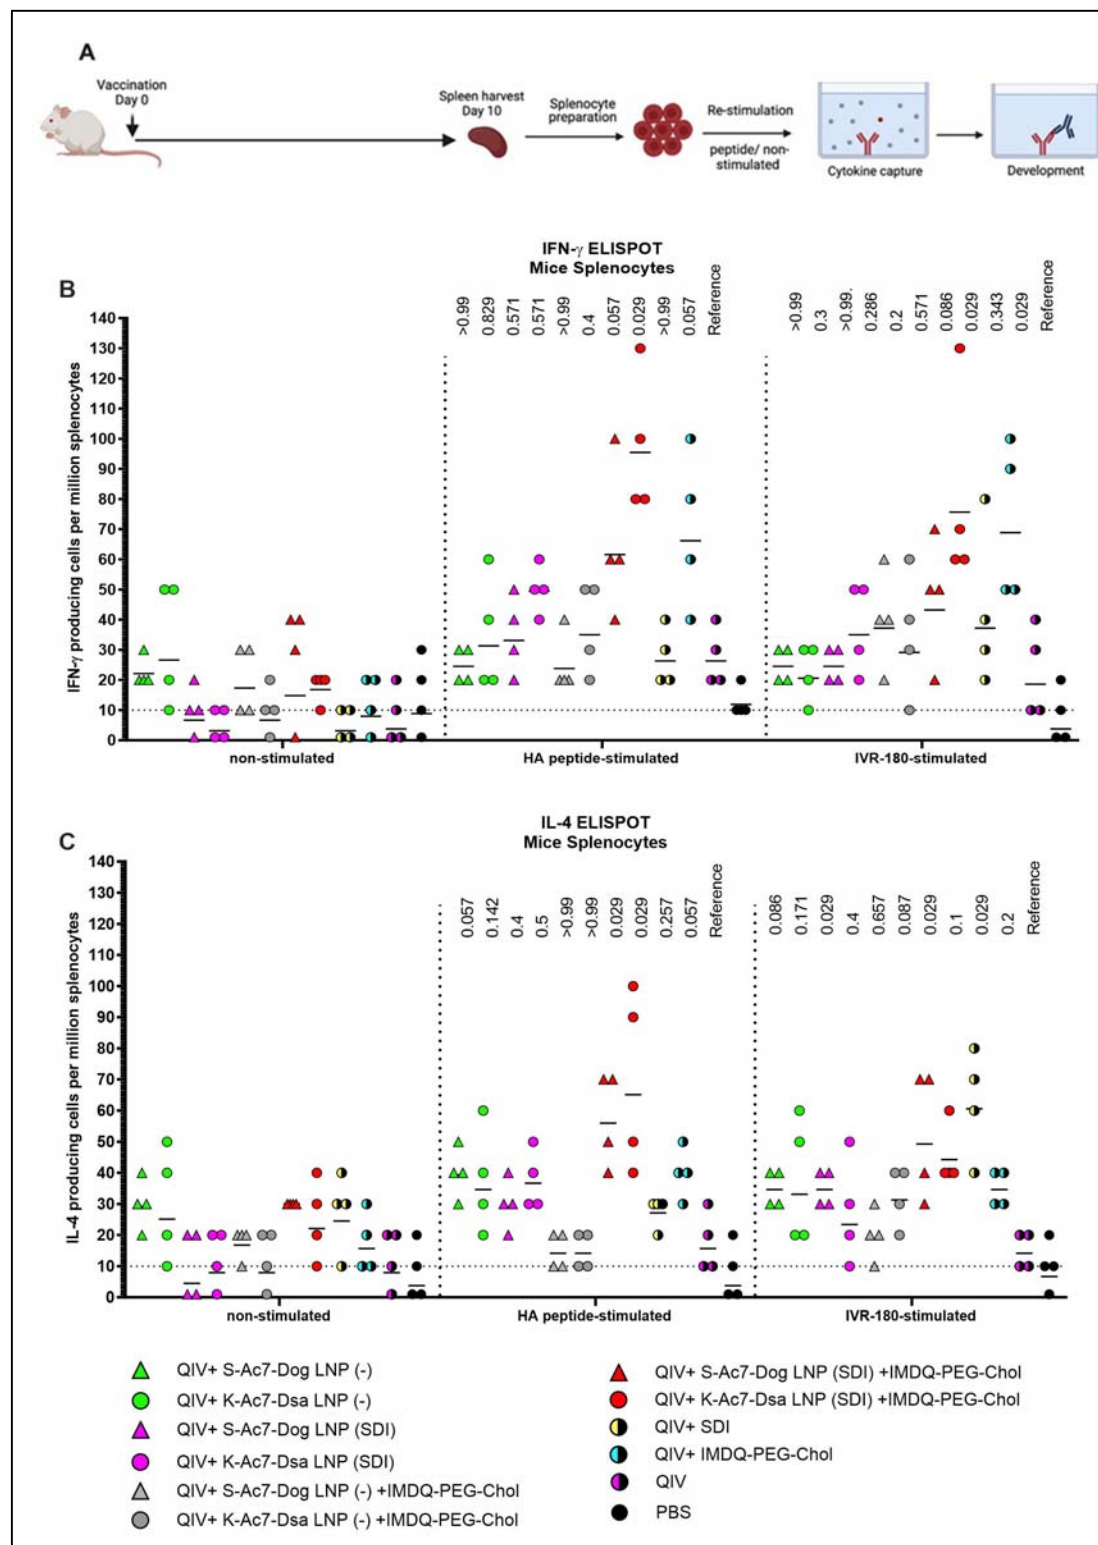 A
Vaccination
Day 0
Spleen harvest
Day 10
Splenocyte
preparation
Re-stimulation
peptide/ non-
stimulated
Cytokine capture
Development
B
IFN-γ ELISPOT
Mice Splenocytes
IFN-γ producing cells per million splenocytes
140
130
120
110
100
90
80
70
60
50
40
30
20
10
0
>0.99
0.829
0.571
0.571
>0.99
0.4
0.057
0.029
>0.99
0.057
Reference
>0.99
0.3
>0.99.
0.286
0.2
0.571
0.086
0.029
0.343
0.029
Reference
non-stimulated
HA peptide-stimulated
IVR-180-stimulated
C
IL-4 ELISPOT
Mice Splenocytes
IL-4 producing cells per million splenocytes
140
130
120
110
100
90
80
70
60
50
40
30
20
10
0
0.057
0.142
0.4
0.5
>0.99
>0.99
0.029
0.029
0.257
0.057
Reference
0.086
0.171
0.029
0.4
0.657
0.087
0.029
0.1
0.029
0.2
Reference
non-stimulated
HA peptide-stimulated
IVR-180-stimulated
QIV+ S-Ac7-Dog LNP (-)
QIV+ K-Ac7-Dsa LNP (-)
QIV+ S-Ac7-Dog LNP (SDI)
QIV+ K-Ac7-Dsa LNP (SDI)
QIV+ S-Ac7-Dog LNP (-) +IMDQ-PEG-Chol
QIV+ K-Ac7-Dsa LNP (-) +IMDQ-PEG-Chol
QIV+ S-Ac7-Dog LNP (SDI) +IMDQ-PEG-Chol
QIV+ K-Ac7-Dsa LNP (SDI) +IMDQ-PEG-Chol
QIV+ SDI
QIV+ IMDQ-PEG-Chol
QIV
PBS